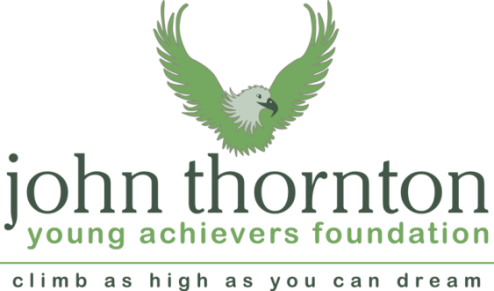 john thornton
young achievers foundation
climb as high as you can dream